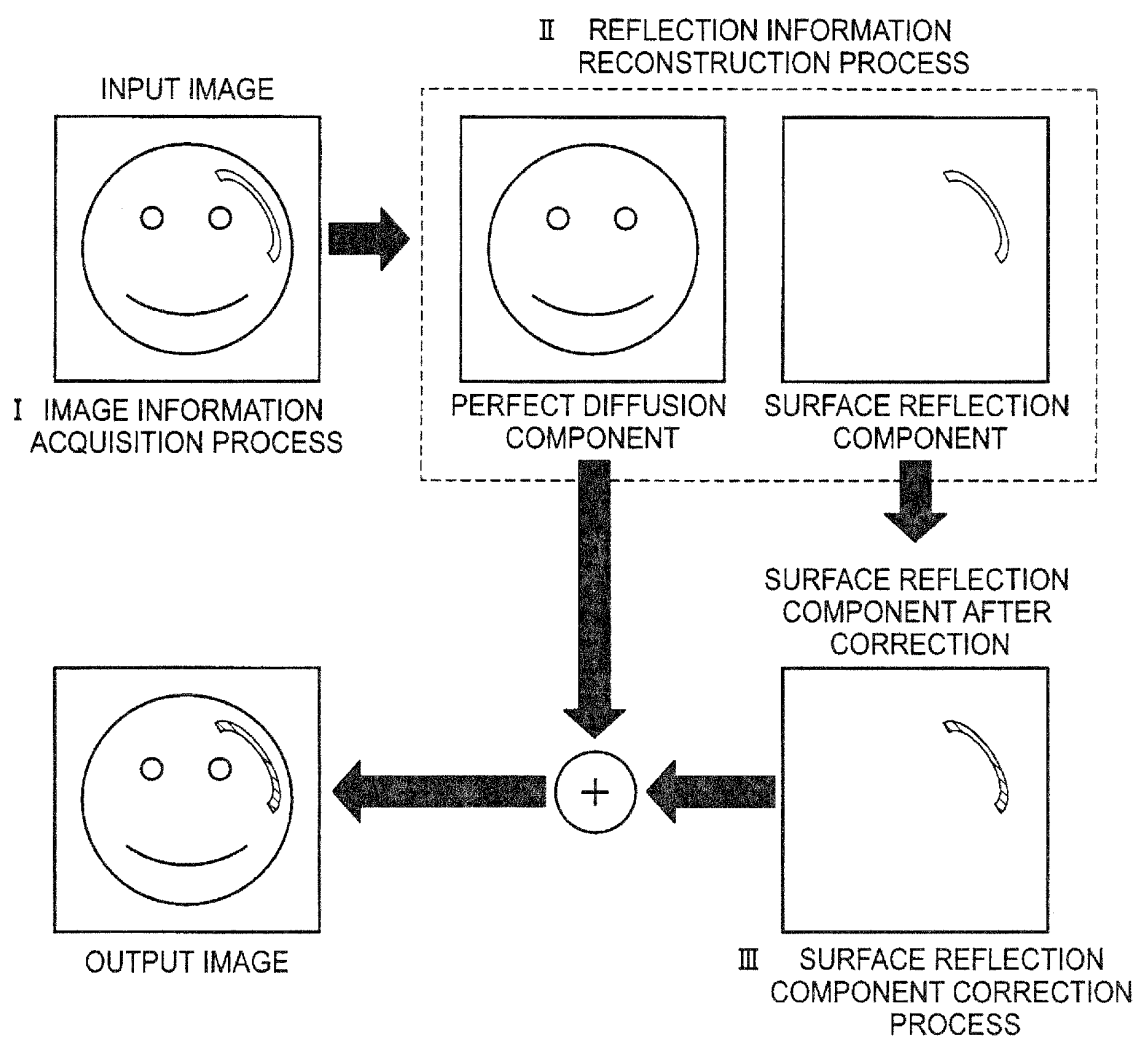 II REFLECTION INFORMATION
RECONSTRUCTION PROCESS
INPUT IMAGE
I IMAGE INFORMATION
ACQUISITION PROCESS
PERFECT DIFFUSION
COMPONENT
SURFACE REFLECTION
COMPONENT
SURFACE REFLECTION
COMPONENT AFTER
CORRECTION
+
OUTPUT IMAGE
III SURFACE REFLECTION
COMPONENT CORRECTION
PROCESS